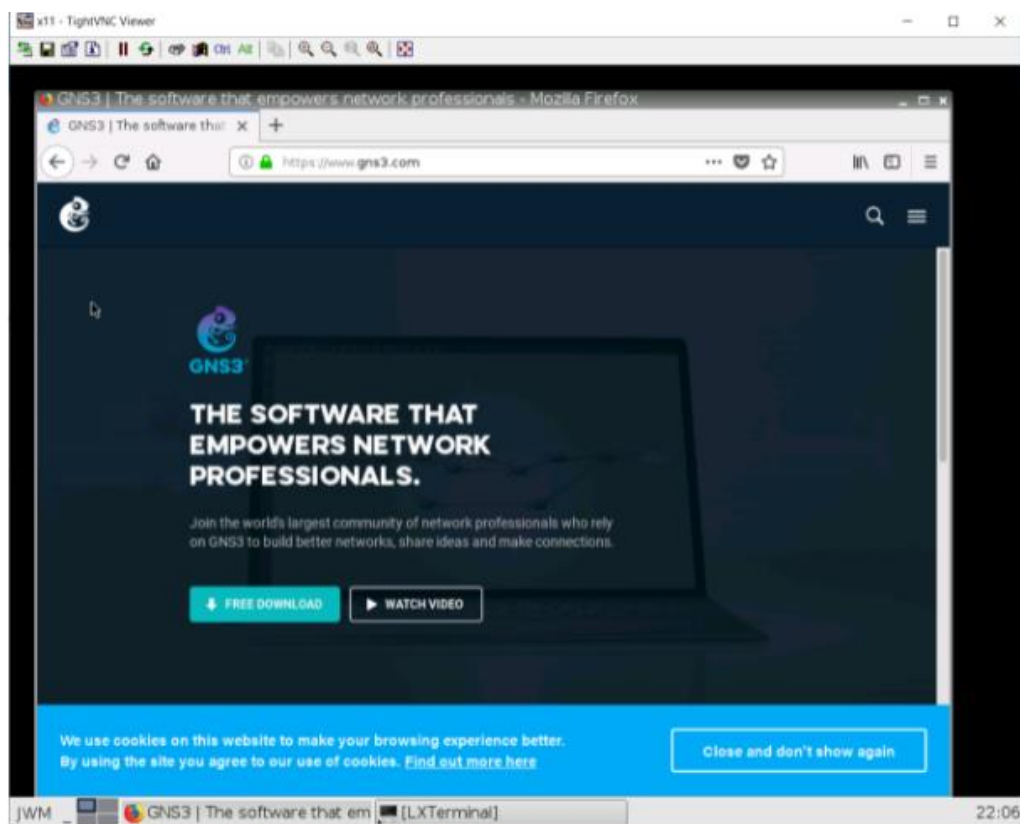 x11 - TightVNC Viewer
Ctrl Alt
GNS3 | The software that empowers network professionals - Mozilla Firefox
GNS3 | The software that
https://www.gns3.com
GNS3
THE SOFTWARE THAT
EMPOWERS NETWORK
PROFESSIONALS.
Join the world's largest community of network professionals who rely
on GNS3 to build better networks, share ideas and make connections.
FREE DOWNLOAD
WATCH VIDEO
We use cookies on this website to make your browsing experience better.
By using the site you agree to our use of cookies. Find out more here
Close and don't show again
JWM GNS3 | The software that em [LXTerminal] 22:06